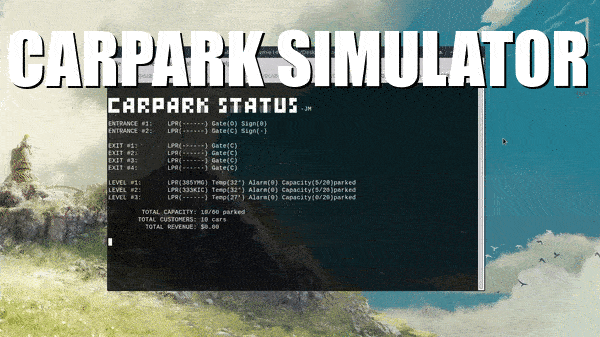 CARPARK SIMULATOR
CARPARK STATUS -JM
ENTRANCE #1: LPR(------) Gate(O) Sign(0)
ENTRANCE #2: LPR(------) Gate(C) Sign(-)
EXIT #1: LPR(------) Gate(C)
EXIT #2: LPR(------) Gate(C)
EXIT #3: LPR(------) Gate(C)
EXIT #4: LPR(------) Gate(C)
LEVEL #1: LPR(385YMG) Temp(32°) Alarm(0) Capacity(5/20)parked
LEVEL #2: LPR(333KIC) Temp(32°) Alarm(0) Capacity(5/20)parked
LEVEL #3: LPR(------) Temp(27°) Alarm(0) Capacity(0/20)parked
TOTAL CAPACITY: 10/60 parked
TOTAL CUSTOMERS: 10 cars
TOTAL REVENUE: $0.00